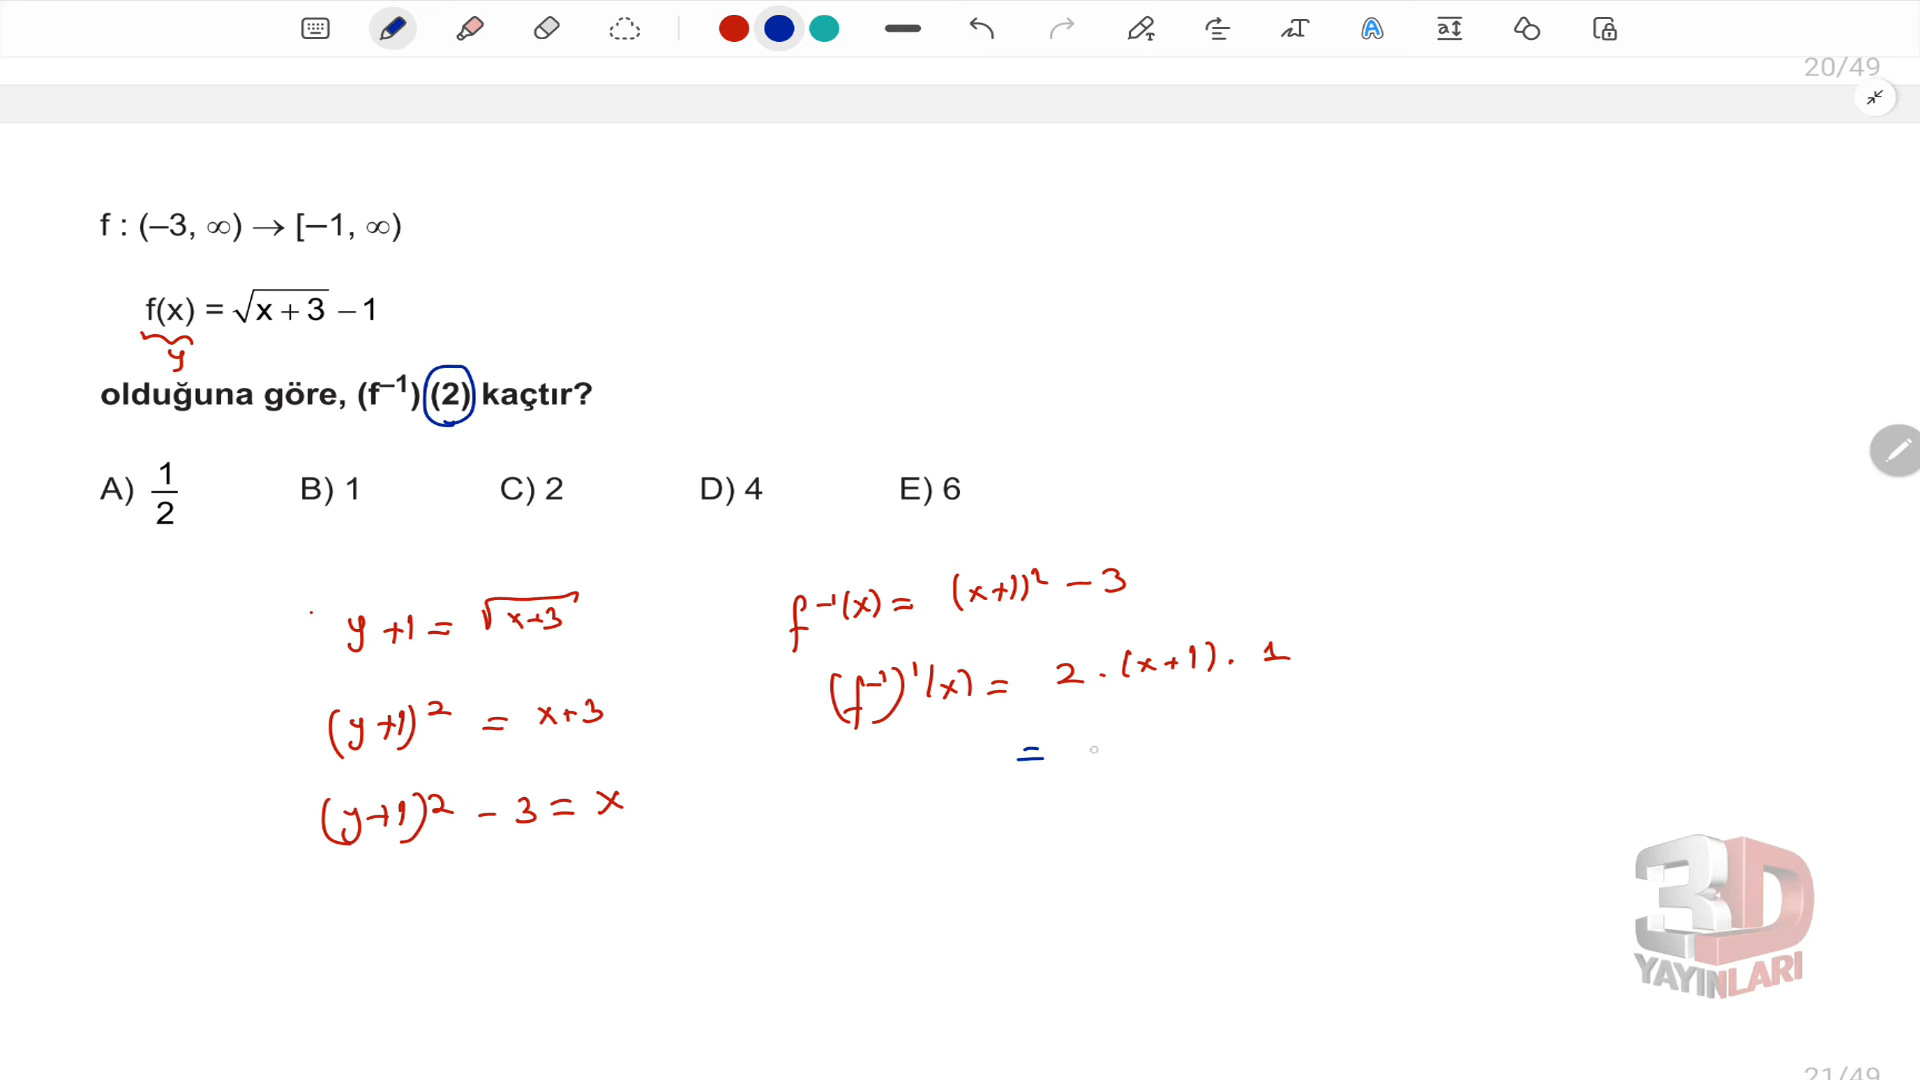 20/49
f : (–3, ∞) → [–1, ∞)
f(x) = √(x + 3) – 1
y
olduğuna göre, (f⁻¹) (2) kaçtır?
A) 1/2 B) 1 C) 2 D) 4 E) 6
y+1 = √(x+3)
(y+1)² = x+3
(y+1)² - 3 = x
f⁻¹(x) = (x+1)² - 3
(f⁻¹)'(x) = 2 . (x+1) . 1
=
3D
YAYINLARI
21/49